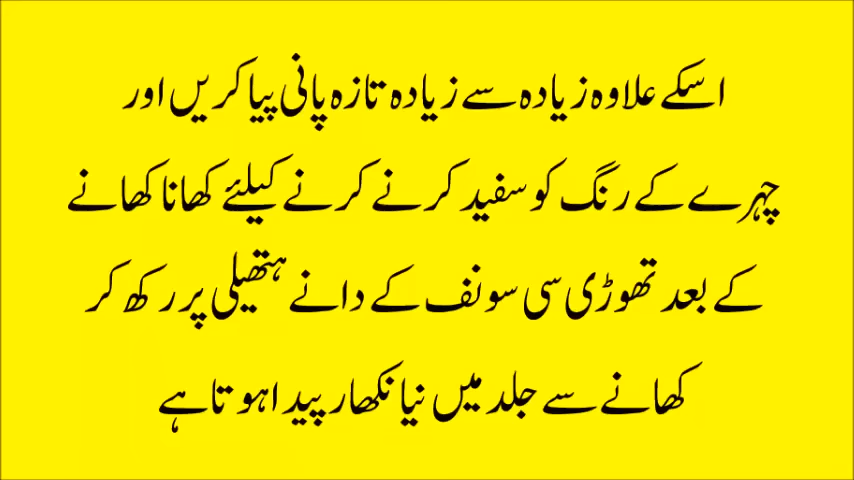 اسکے علاوہ زیادہ سے زیادہ تازہ پانی پیا کریں اور
چہرے کے رنگ کو سفید کرنے کرنے کیلئے کھانا کھانے
کے بعد تھوڑی سی سونف کے دانے ہتھیلی پر رکھ کر
کھانے سے جلد میں نیا نکھار پیدا ہوتا ہے